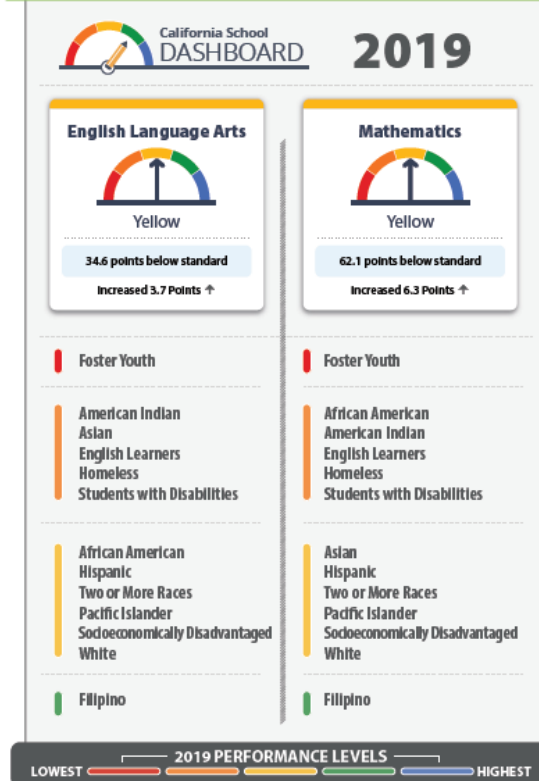 California School
DASHBOARD
2019
English Language Arts
Yellow
34.6 points below standard
Increased 3.7 Points ↑
Foster Youth
American Indian
Asian
English Learners
Homeless
Students with Disabilities
African American
Hispanic
Two or More Races
Pacific Islander
Socioeconomically Disadvantaged
White
Filipino
Mathematics
Yellow
62.1 points below standard
Increased 6.3 Points ↑
Foster Youth
African American
American Indian
English Learners
Homeless
Students with Disabilities
Asian
Hispanic
Two or More Races
Pacific Islander
Socioeconomically Disadvantaged
White
Filipino
2019 PERFORMANCE LEVELS
LOWEST
HIGHEST